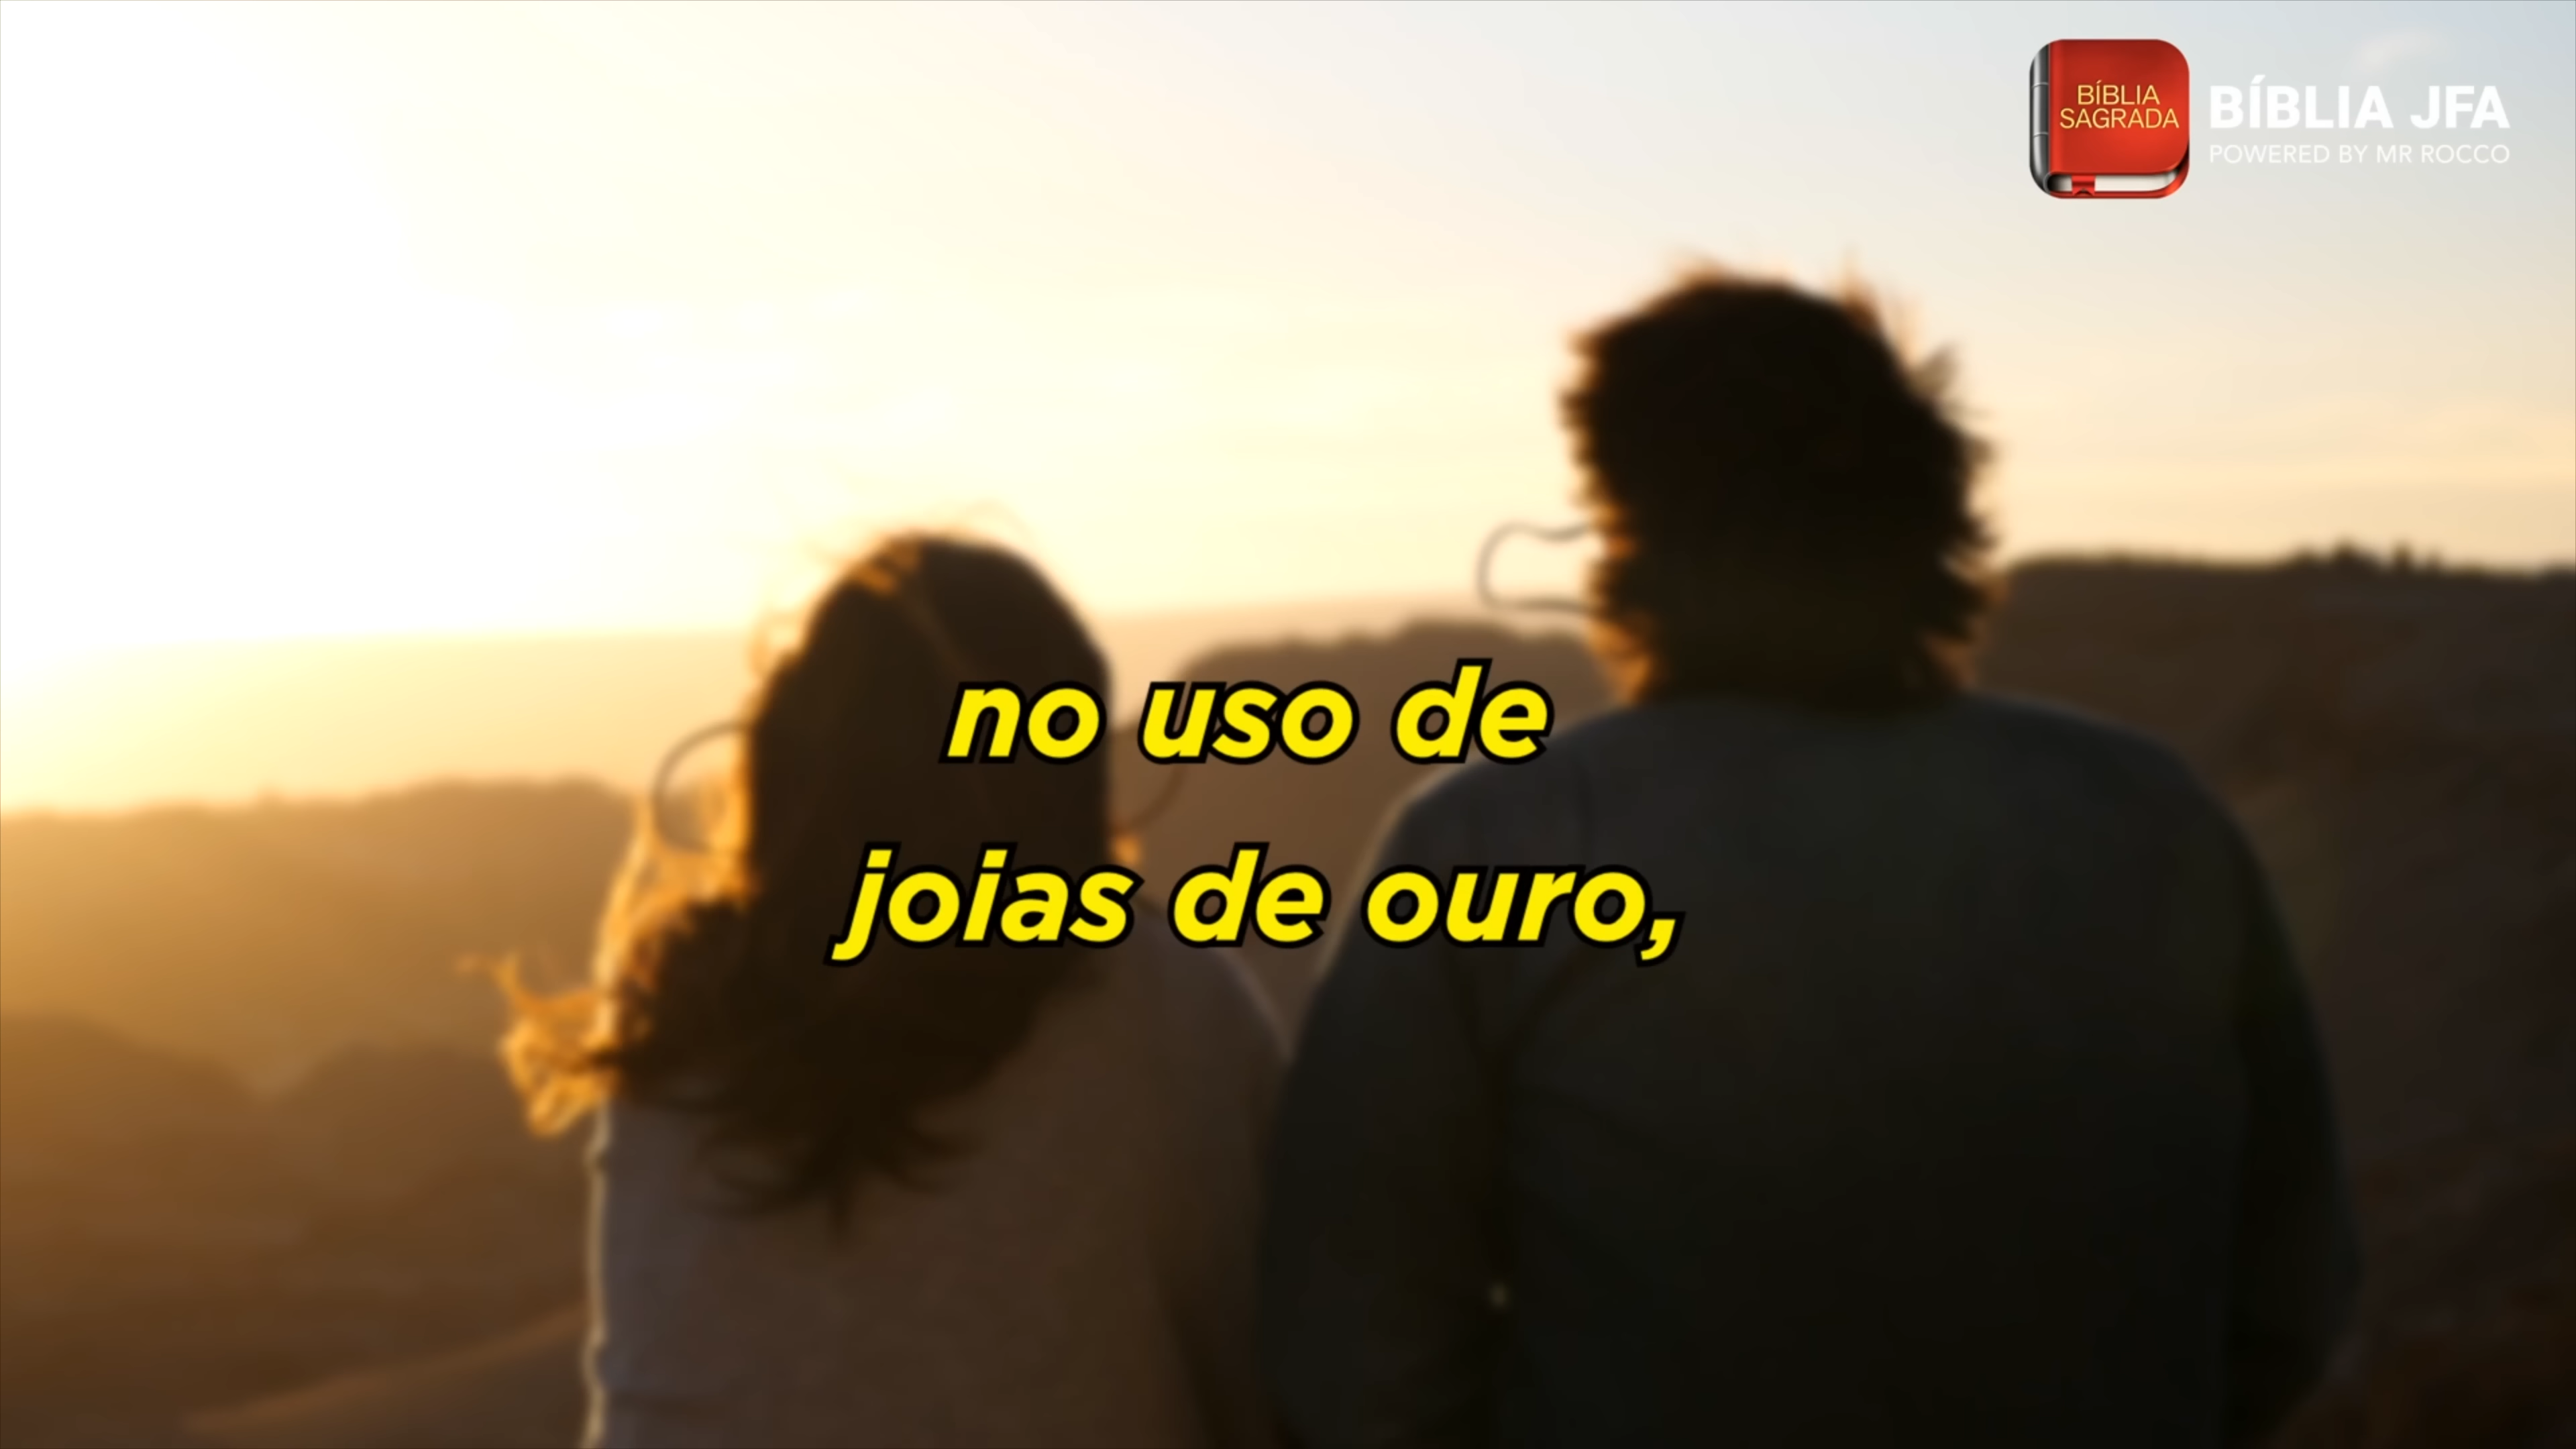 BÍBLIA
SAGRADA
BÍBLIA JFA
POWERED BY MR ROCCO
no uso de
joias de ouro,